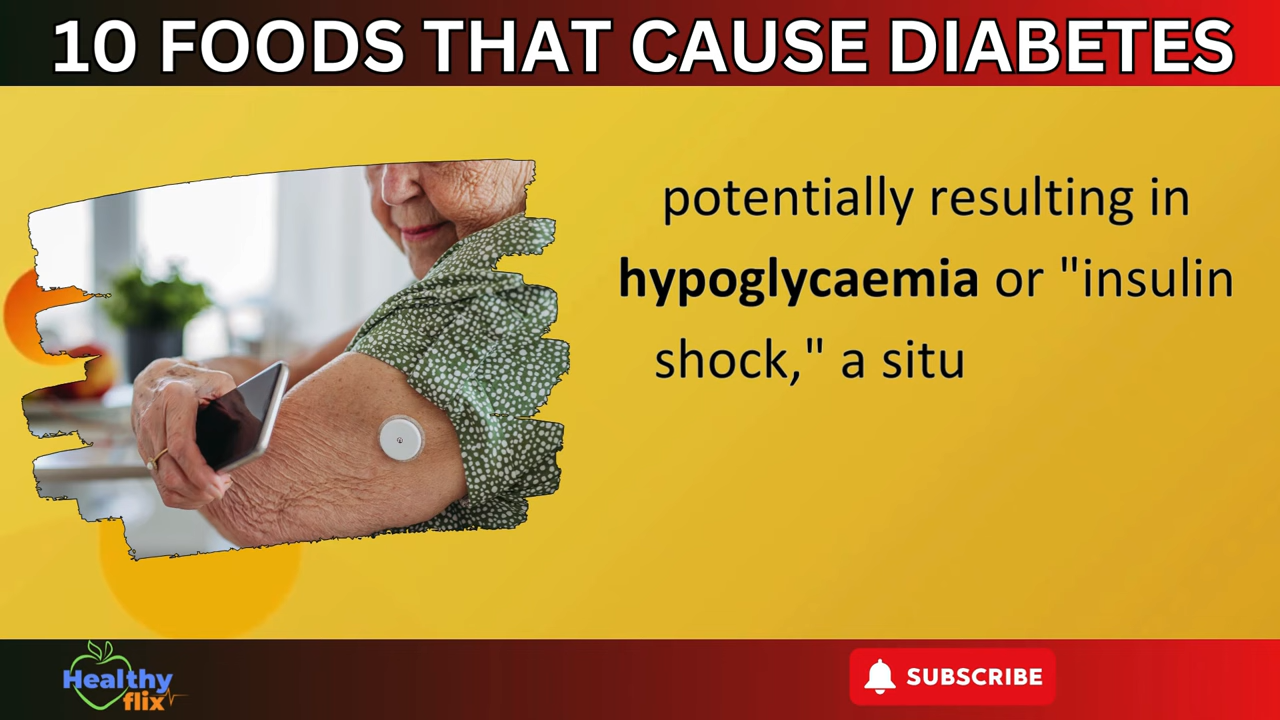 10 FOODS THAT CAUSE DIABETES
potentially resulting in
hypoglycaemia or "insulin
shock," a situ
Healthy
flix
SUBSCRIBE